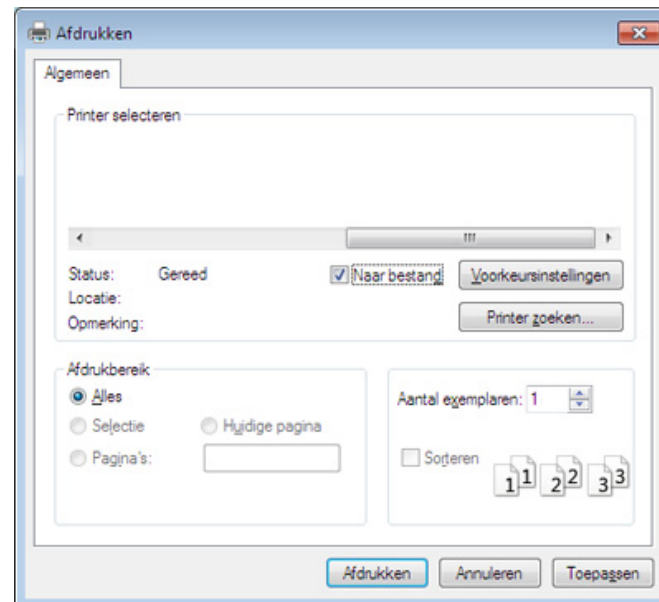 Afdrukken
Algemeen
Printer selecteren
Status: Gereed
Naar bestand
Voorkeursinstellingen
Locatie:
Opmerking:
Printer zoeken...
Afdrukbereik
Alles
Selectie
Huidige pagina
Pagina's:
Aantal exemplaren: 1
Sorteren
1 1 2 2 3 3
Afdrukken Annuleren Toepassen